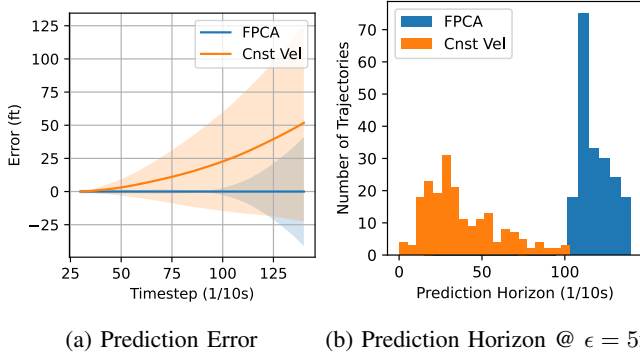 FPCA
Cnst Vel
125
100
75
50
25
0
−25
Error (ft)
25
50
75
100
125
Timestep (1/10s)
(a) Prediction Error
FPCA
Cnst Vel
70
60
50
40
30
20
10
0
Number of Trajectories
0
50
100
Prediction Horizon (1/10s)
(b) Prediction Horizon @ ϵ = 5